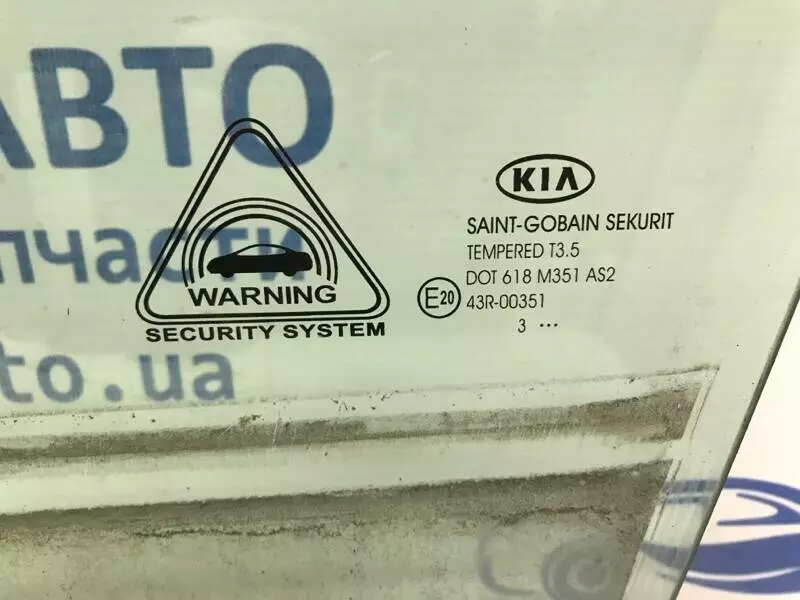 АВТО
пчасти
to.ua
WARNING
SECURITY SYSTEM
KIA
SAINT-GOBAIN SEKURIT
TEMPERED T3.5
DOT 618 M351 AS2
E20 43R-00351
3 ...